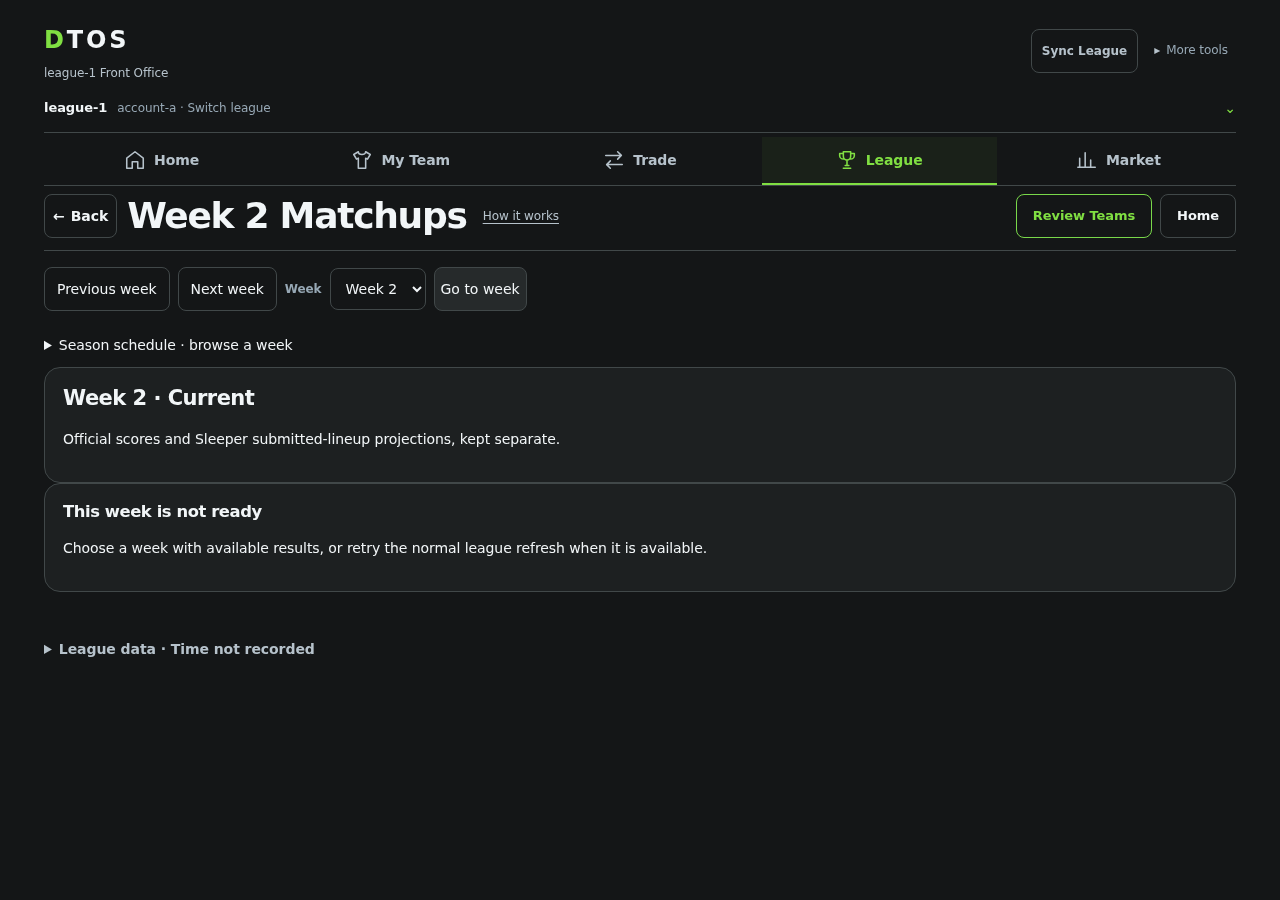 DTOS
league-1 Front Office
Sync League
▸ More tools
league-1 account-a · Switch league
Home
My Team
Trade
League
Market
← Back
Week 2 Matchups
How it works
Review Teams
Home
Previous week
Next week
Week
Week 2
Go to week
▶ Season schedule · browse a week
Week 2 · Current
Official scores and Sleeper submitted-lineup projections, kept separate.
This week is not ready
Choose a week with available results, or retry the normal league refresh when it is available.
▶ League data · Time not recorded